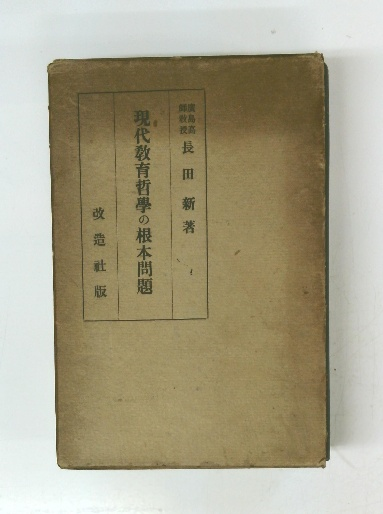 廣島高
師教授
長田新著
現代教育哲學の根本問題
改造社版